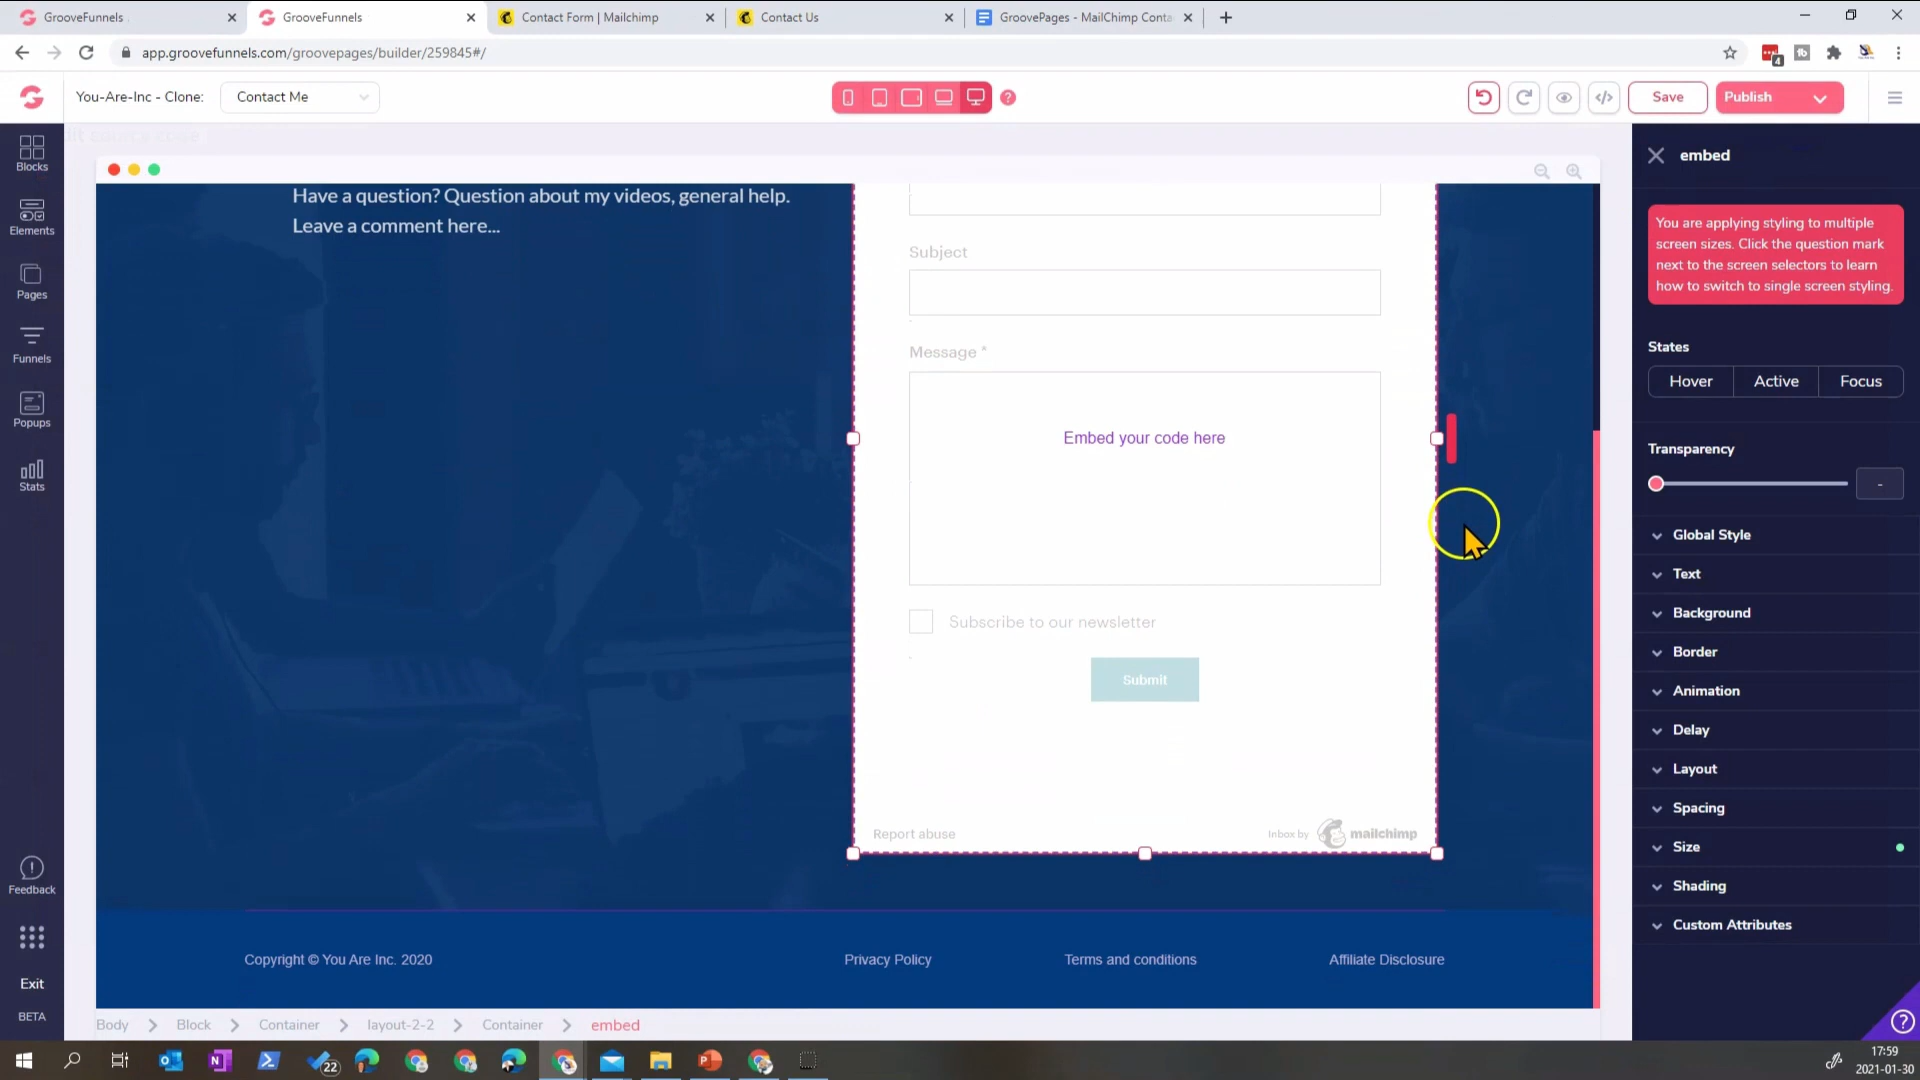 GrooveFunnels
GrooveFunnels
Contact Form | Mailchimp
Contact Us
GroovePages - MailChimp Conta
app.groovefunnels.com/groovepages/builder/259845#/
4
You-Are-Inc - Clone:
Contact Me
?
</>
Save
Publish
Blocks
Elements
Pages
Funnels
Popups
Stats
Feedback
Exit
BETA
Have a question? Question about my videos, general help.
Leave a comment here...
Subject
Message *
Embed your code here
Subscribe to our newsletter
Submit
Report abuse
Inbox by
mailchimp
Copyright © You Are Inc. 2020
Privacy Policy
Terms and conditions
Affiliate Disclosure
Body
Block
Container
layout-2-2
Container
embed
embed
You are applying styling to multiple
screen sizes. Click the question mark
next to the screen selectors to learn
how to switch to single screen styling.
States
Hover
Active
Focus
Transparency
-
Global Style
Text
Background
Border
Animation
Delay
Layout
Spacing
Size
Shading
Custom Attributes
?
22
17:59
2021-01-30